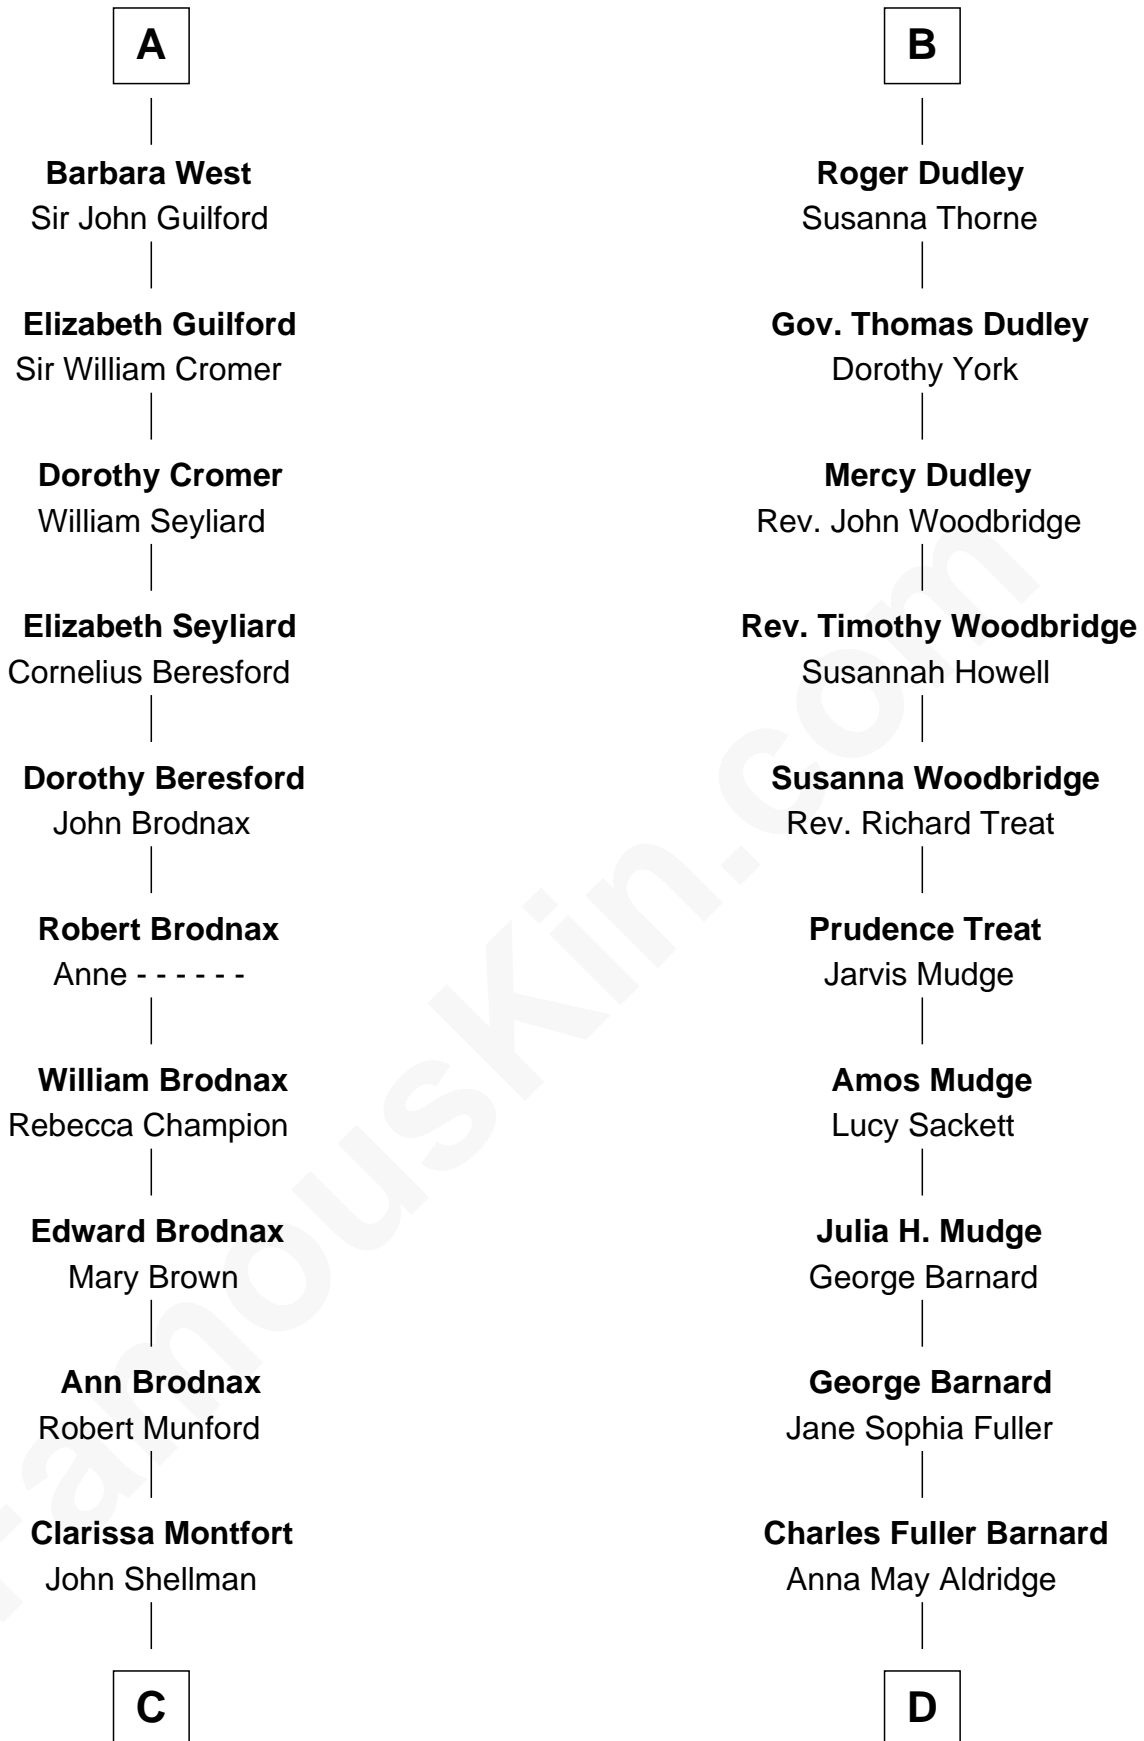 A
Barbara West
Sir John Guilford
Elizabeth Guilford
Sir William Cromer
Dorothy Cromer
William Seyliard
Elizabeth Seyliard
Cornelius Beresford
Dorothy Beresford
John Brodnax
Robert Brodnax
Anne - - - - - -
William Brodnax
Rebecca Champion
Edward Brodnax
Mary Brown
Ann Brodnax
Robert Munford
Clarissa Montfort
John Shellman
C
B
Roger Dudley
Susanna Thorne
Gov. Thomas Dudley
Dorothy York
Mercy Dudley
Rev. John Woodbridge
Rev. Timothy Woodbridge
Susannah Howell
Susanna Woodbridge
Rev. Richard Treat
Prudence Treat
Jarvis Mudge
Amos Mudge
Lucy Sackett
Julia H. Mudge
George Barnard
George Barnard
Jane Sophia Fuller
Charles Fuller Barnard
Anna May Aldridge
D
FamousKin.com